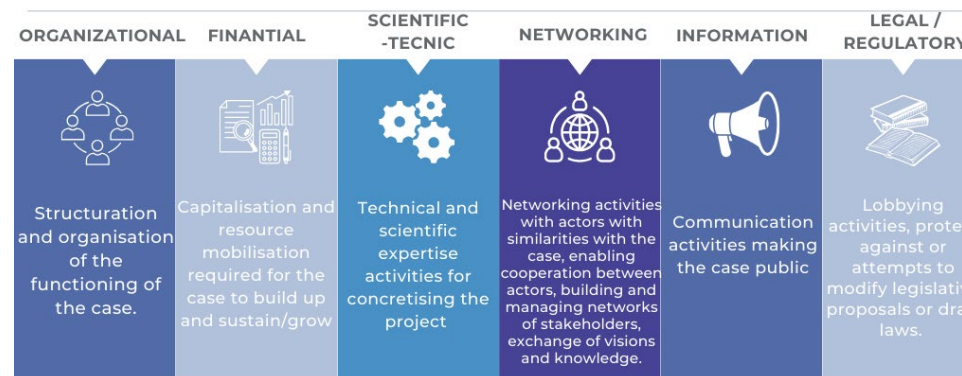 ORGANIZATIONAL
FINANTIAL
SCIENTIFIC
-TECNIC
NETWORKING
INFORMATION
LEGAL /
REGULATORY
Structuration
and organisation
of the
functioning of
the case.
Capitalisation and
resource
mobilisation
required for the
case to build up
and sustain/grow
Technical and
scientific
expertise
activities for
concretising the
project
Networking activities
with actors with
similarities with the
case, enabling
cooperation between
actors, building and
managing networks
of stakeholders,
exchange of visions
and knowledge.
Communication
activities making
the case public
Lobbying
activities,
against or
attempts to
modify
proposals or
laws.